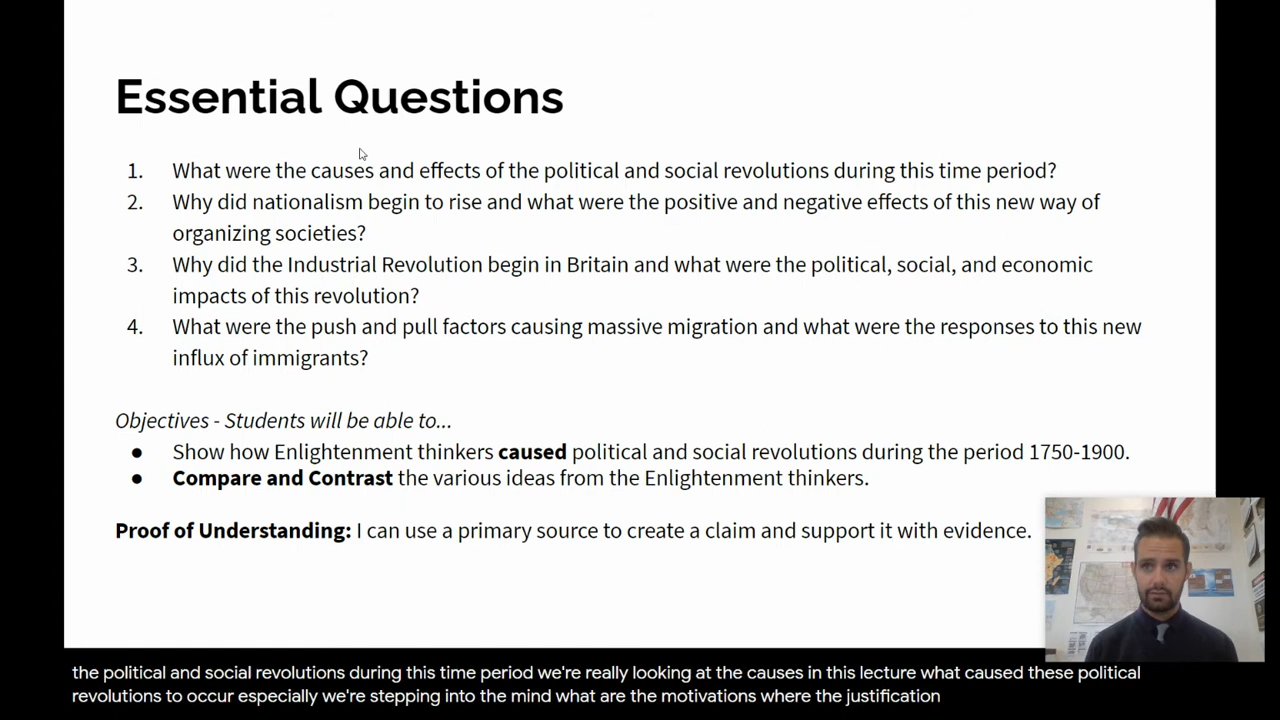 Essential Questions
1. What were the causes and effects of the political and social revolutions during this time period?
2. Why did nationalism begin to rise and what were the positive and negative effects of this new way of
organizing societies?
3. Why did the Industrial Revolution begin in Britain and what were the political, social, and economic
impacts of this revolution?
4. What were the push and pull factors causing massive migration and what were the responses to this new
influx of immigrants?
Objectives - Students will be able to...
● Show how Enlightenment thinkers caused political and social revolutions during the period 1750-1900.
● Compare and Contrast the various ideas from the Enlightenment thinkers.
Proof of Understanding: I can use a primary source to create a claim and support it with evidence.
the political and social revolutions during this time period we're really looking at the causes in this lecture what caused these political
revolutions to occur especially we're stepping into the mind what are the motivations where the justification